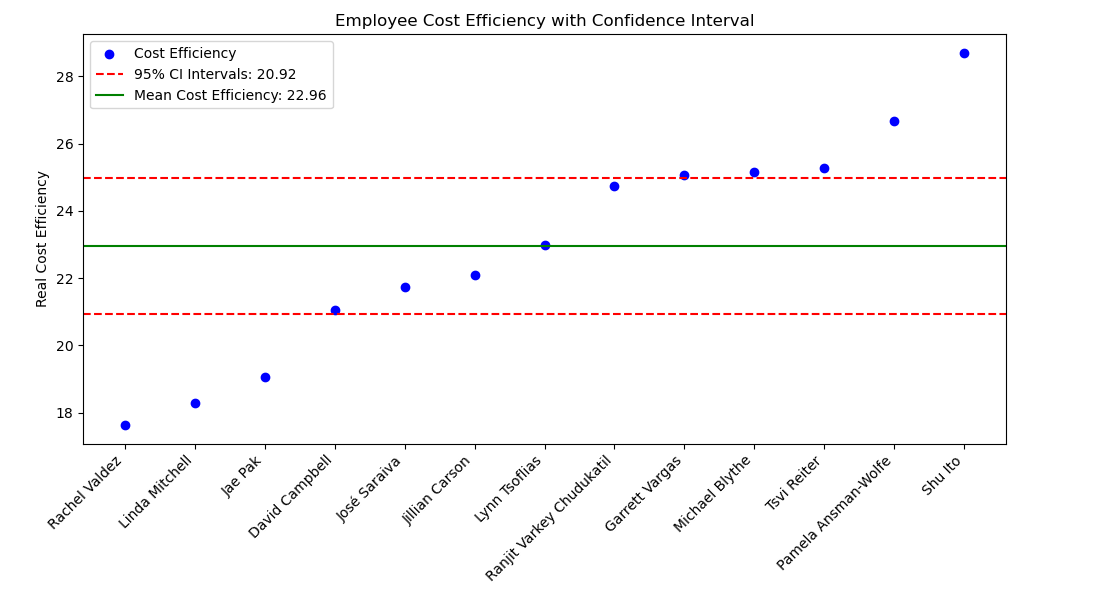 Employee Cost Efficiency with Confidence Interval
Cost Efficiency
95% CI Intervals: 20.92
Mean Cost Efficiency: 22.96
Real Cost Efficiency
28
26
24
22
20
18
Rachel Valdez
Linda Mitchell
Jae Pak
David Campbell
José Saraiva
Jillian Carson
Lynn Tsoflias
Ranjit Varkey Chudukatil
Garrett Vargas
Michael Blythe
Tsvi Reiter
Pamela Ansman-Wolfe
Shu Ito